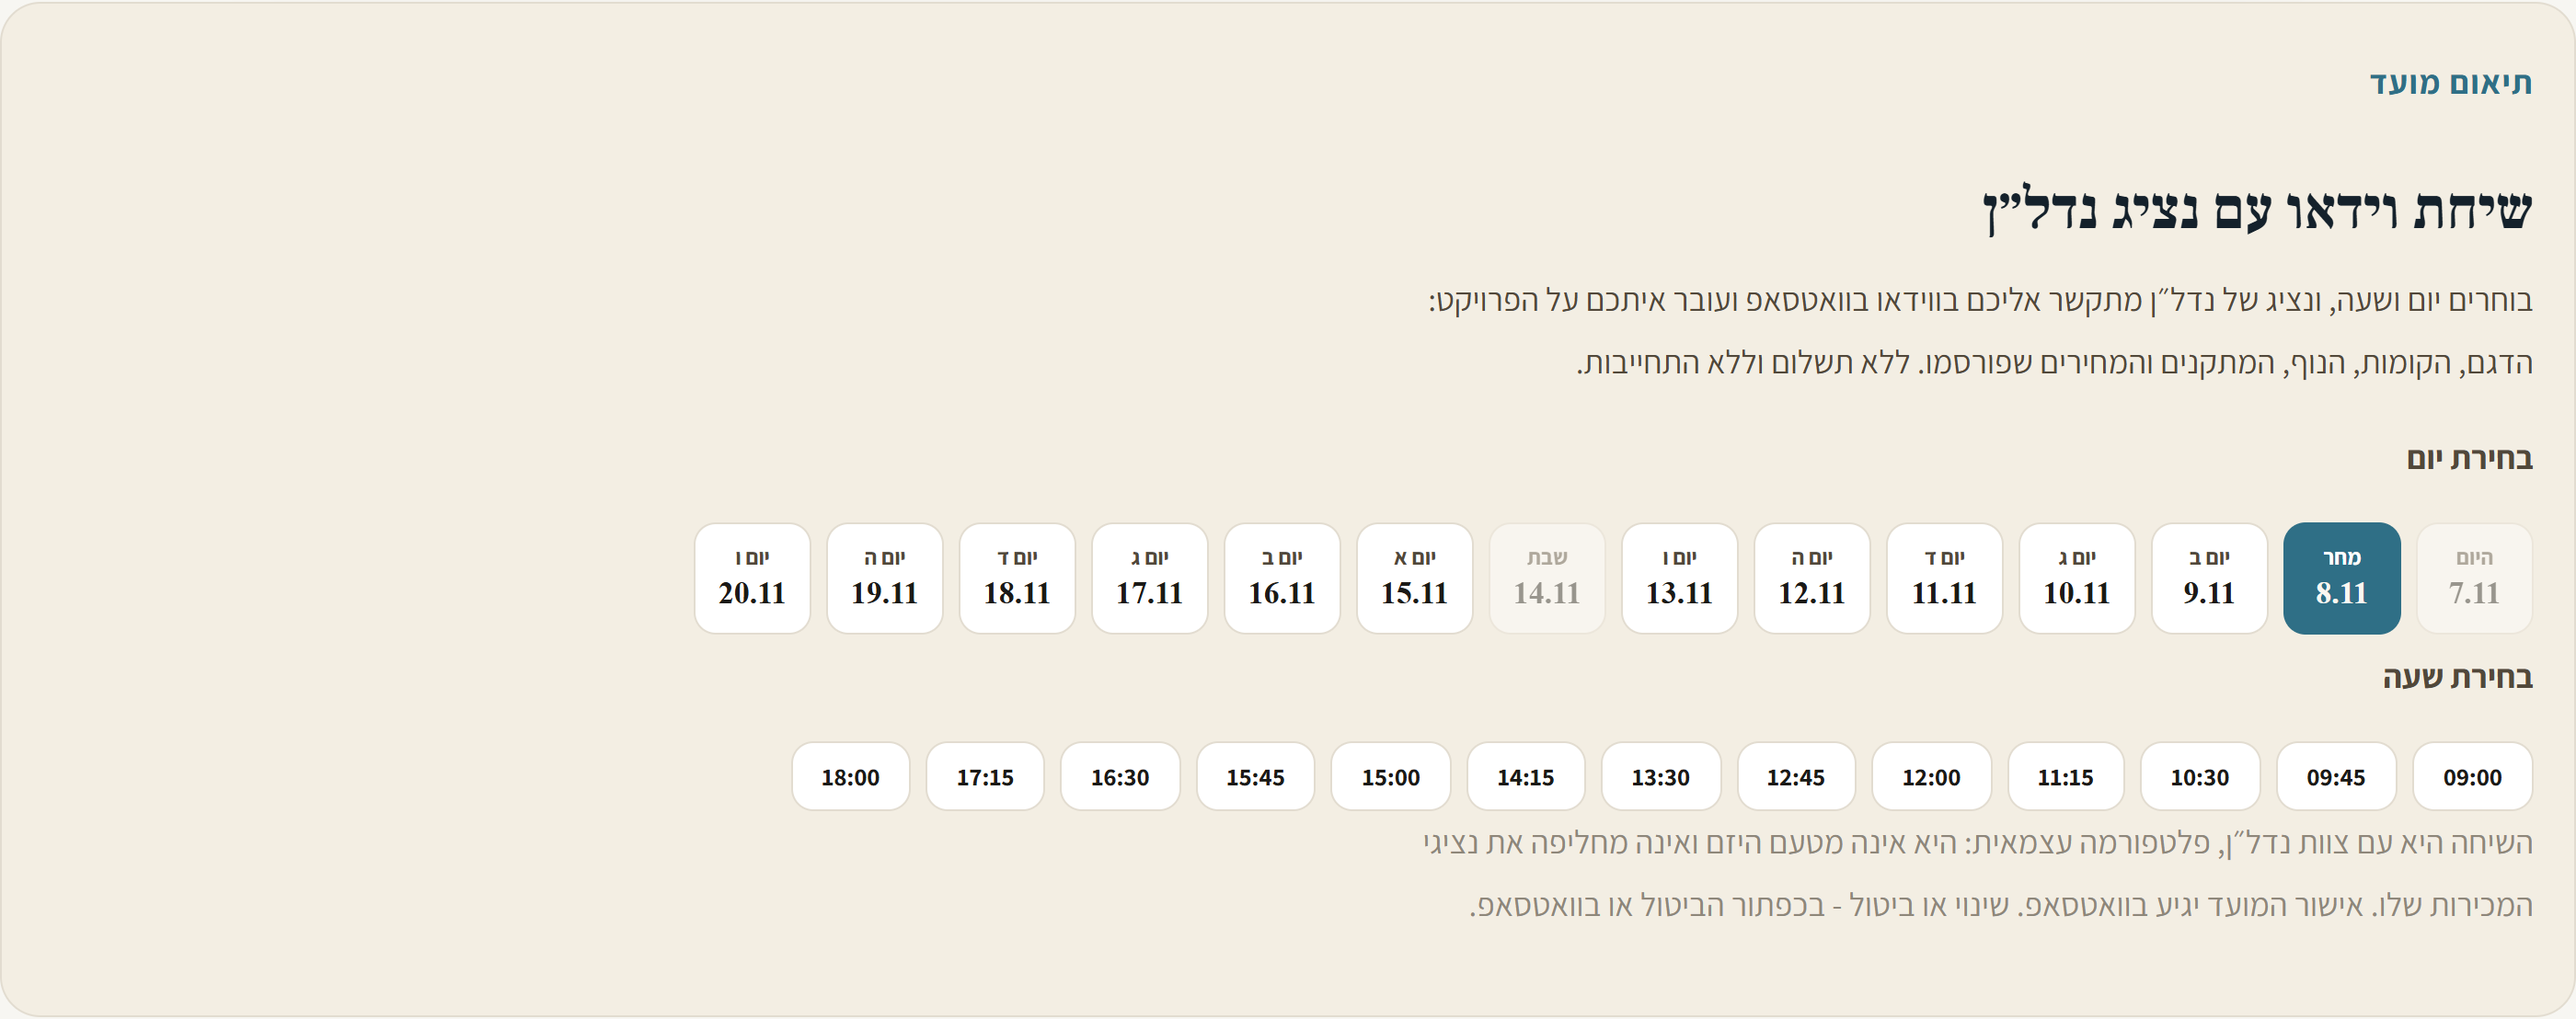 תיאום מועד
שיחת וידאו עם נציג נדל״ן
בוחרים יום ושעה, ונציג של נדל״ן מתקשר אליכם בווידאו בוואטסאפ ועובר איתכם על הפרויקט:
הדגם, הקומות, הנוף, המתקנים והמחירים שפורסמו. ללא תשלום וללא התחייבות.
בחירת יום
היום מחר יום ב יום ג יום ד יום ה יום ו שבת יום א יום ב יום ג יום ד יום ה יום ו
7.11 8.11 9.11 10.11 11.11 12.11 13.11 14.11 15.11 16.11 17.11 18.11 19.11 20.11
בחירת שעה
09:00 09:45 10:30 11:15 12:00 12:45 13:30 14:15 15:00 15:45 16:30 17:15 18:00
השיחה היא עם צוות נדל״ן, פלטפורמה עצמאית: היא אינה מטעם היזם ואינה מחליפה את נציגי
המכירות שלו. אישור המועד יגיע בוואטסאפ. שינוי או ביטול - בכפתור הביטול או בוואטסאפ.